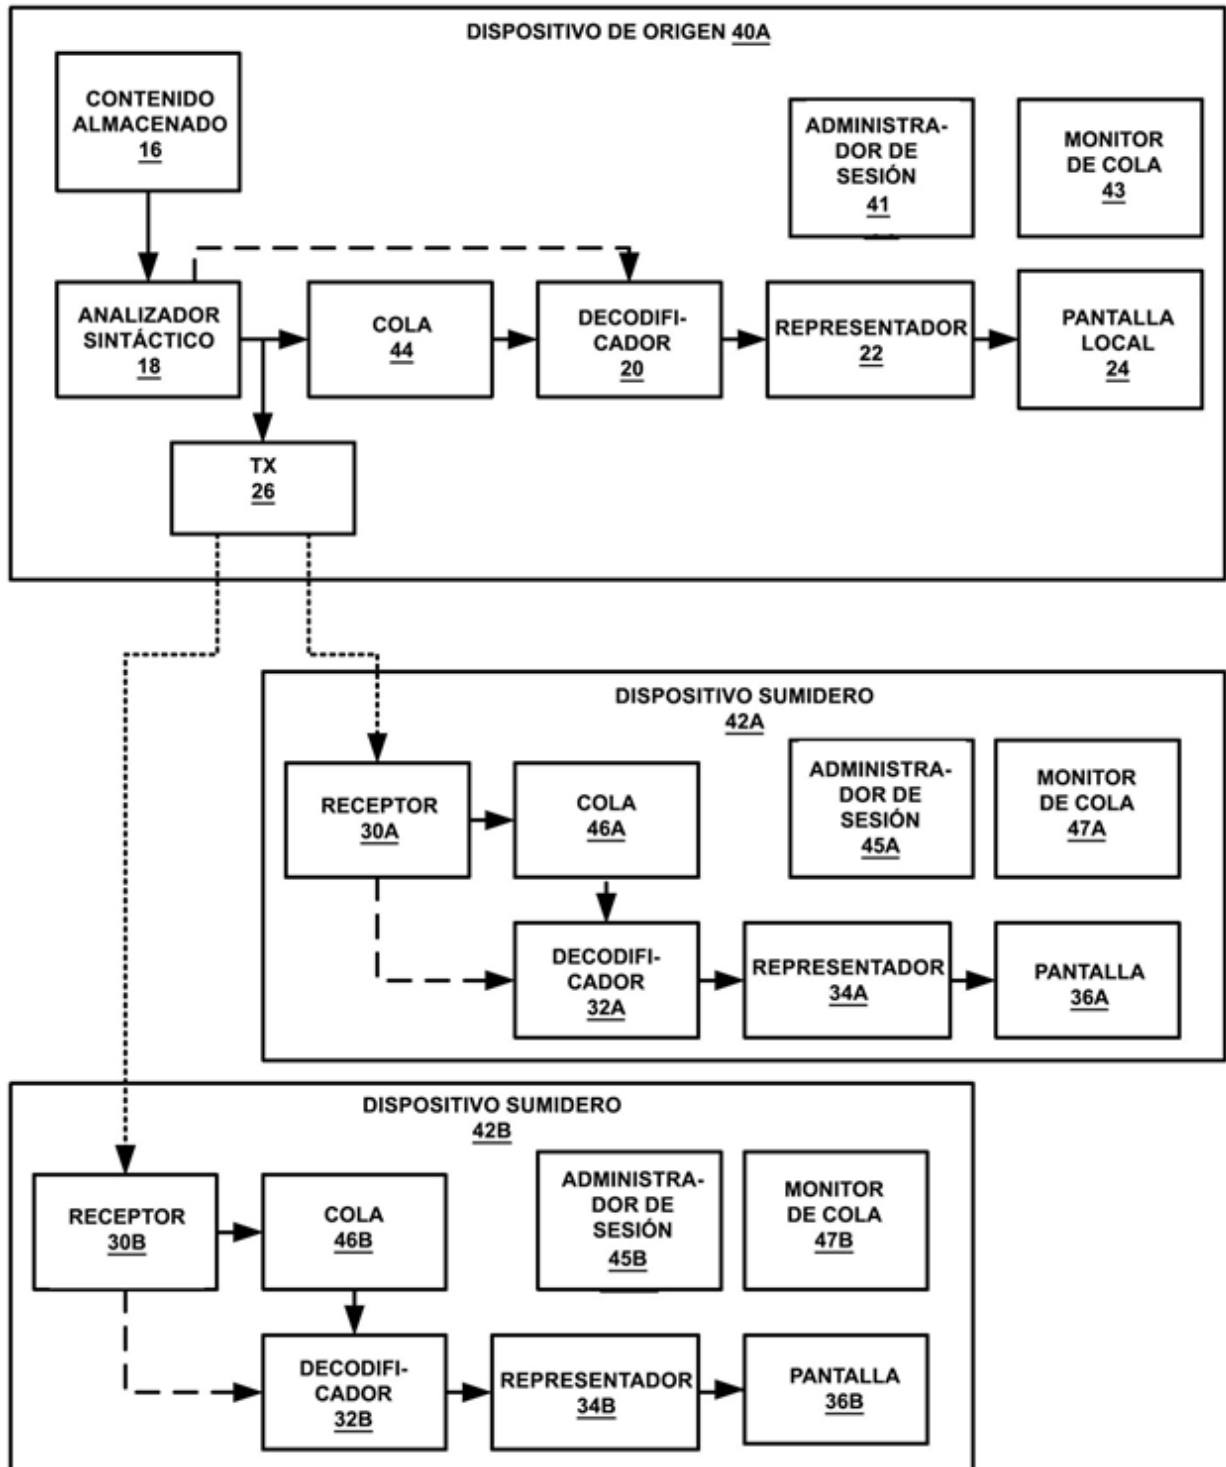 DISPOSITIVO DE ORIGEN 40A
CONTENIDO
ALMACENADO
16
ADMINISTRA-
DOR DE
SESIÓN
41
MONITOR
DE COLA
43
ANALIZADOR
SINTÁCTICO
18
COLA
44
DECODIFI-
CADOR
20
REPRESENTADOR
22
PANTALLA
LOCAL
24
TX
26
DISPOSITIVO SUMIDERO
42A
RECEPTOR
30A
COLA
46A
ADMINISTRA-
DOR DE
SESIÓN
45A
MONITOR
DE COLA
47A
DECODIFI-
CADOR
32A
REPRESENTADOR
34A
PANTALLA
36A
DISPOSITIVO SUMIDERO
42B
RECEPTOR
30B
COLA
46B
ADMINISTRA-
DOR DE
SESIÓN
45B
MONITOR
DE COLA
47B
DECODIFI-
CADOR
32B
REPRESENTADOR
34B
PANTALLA
36B